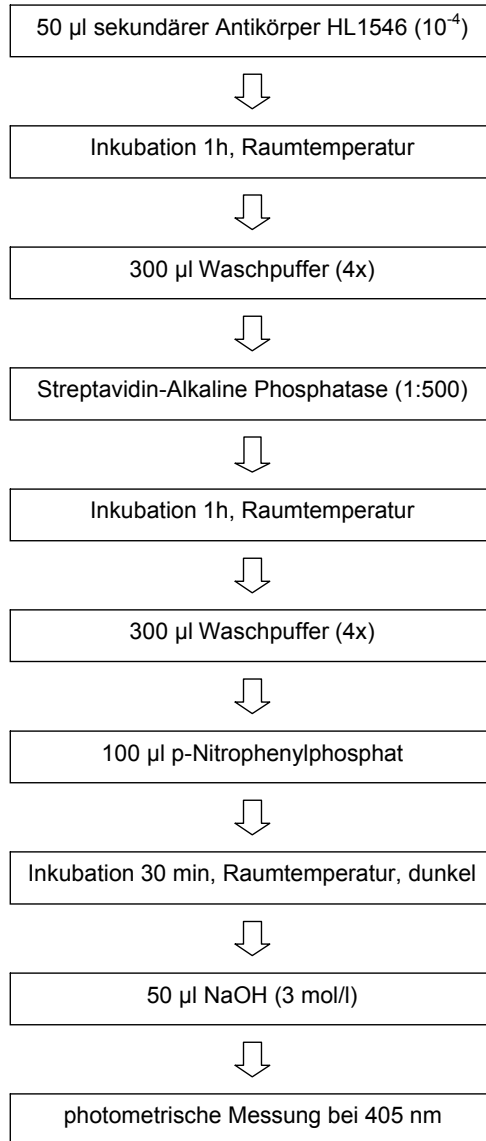 50 µl sekundärer Antikörper HL1546 (10⁻⁴)
Inkubation 1h, Raumtemperatur
300 µl Waschpuffer (4x)
Streptavidin-Alkaline Phosphatase (1:500)
Inkubation 1h, Raumtemperatur
300 µl Waschpuffer (4x)
100 µl p-Nitrophenylphosphat
Inkubation 30 min, Raumtemperatur, dunkel
50 µl NaOH (3 mol/l)
photometrische Messung bei 405 nm